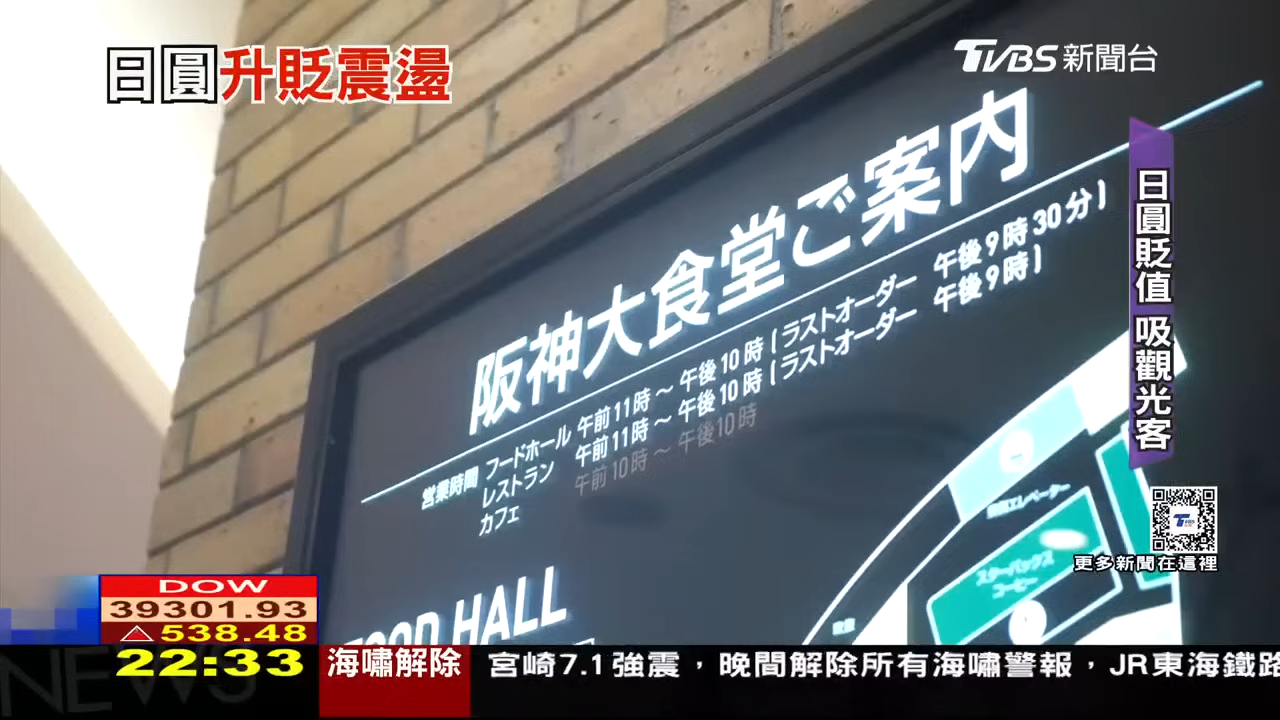 日圓升貶震盪
TVBS新聞台
日圓貶值 吸觀光客
阪神大食堂ご案内
営業時間 フードホール 午前11時～午後10時(ラストオーダー 午後9時30分)
レストラン 午前11時～午後10時(ラストオーダー 午後9時)
カフェ 午前10時～午後10時
FOOD HALL
スターバックス
コーヒー
TVBS
更多新聞在這裡
DOW
39301.93
538.48
22:33
NEWS
海嘯解除 宮崎7.1強震，晚間解除所有海嘯警報，JR東海鐵路